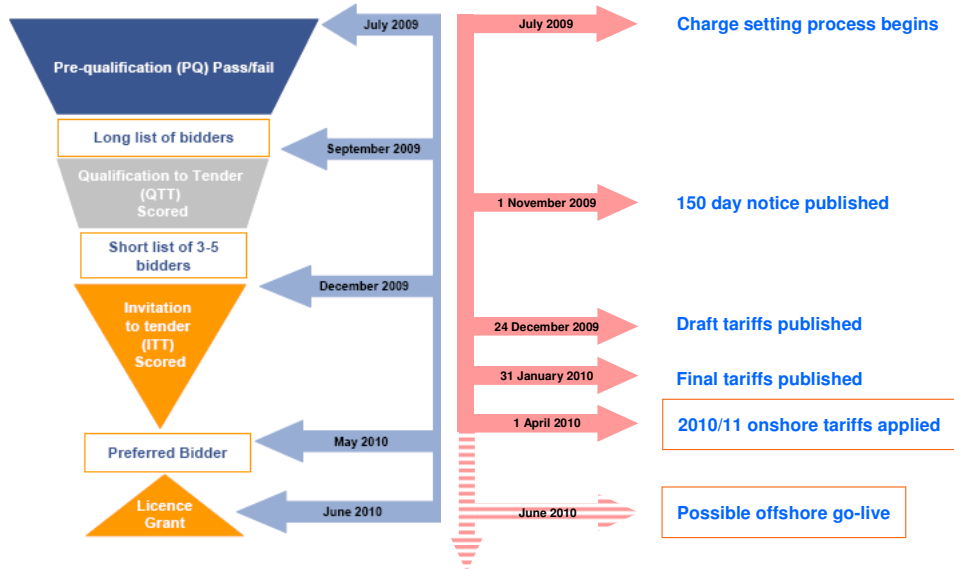 July 2009
July 2009
Charge setting process begins
Pre-qualification (PQ) Pass/fail
Long list of bidders
September 2009
Qualification to Tender
(QTT)
Scored
1 November 2009
150 day notice published
Short list of 3-5
bidders
December 2009
Invitation
to tender
(ITT)
Scored
24 December 2009
Draft tariffs published
31 January 2010
Final tariffs published
1 April 2010
2010/11 onshore tariffs applied
May 2010
Preferred Bidder
Licence
Grant
June 2010
June 2010
Possible offshore go-live